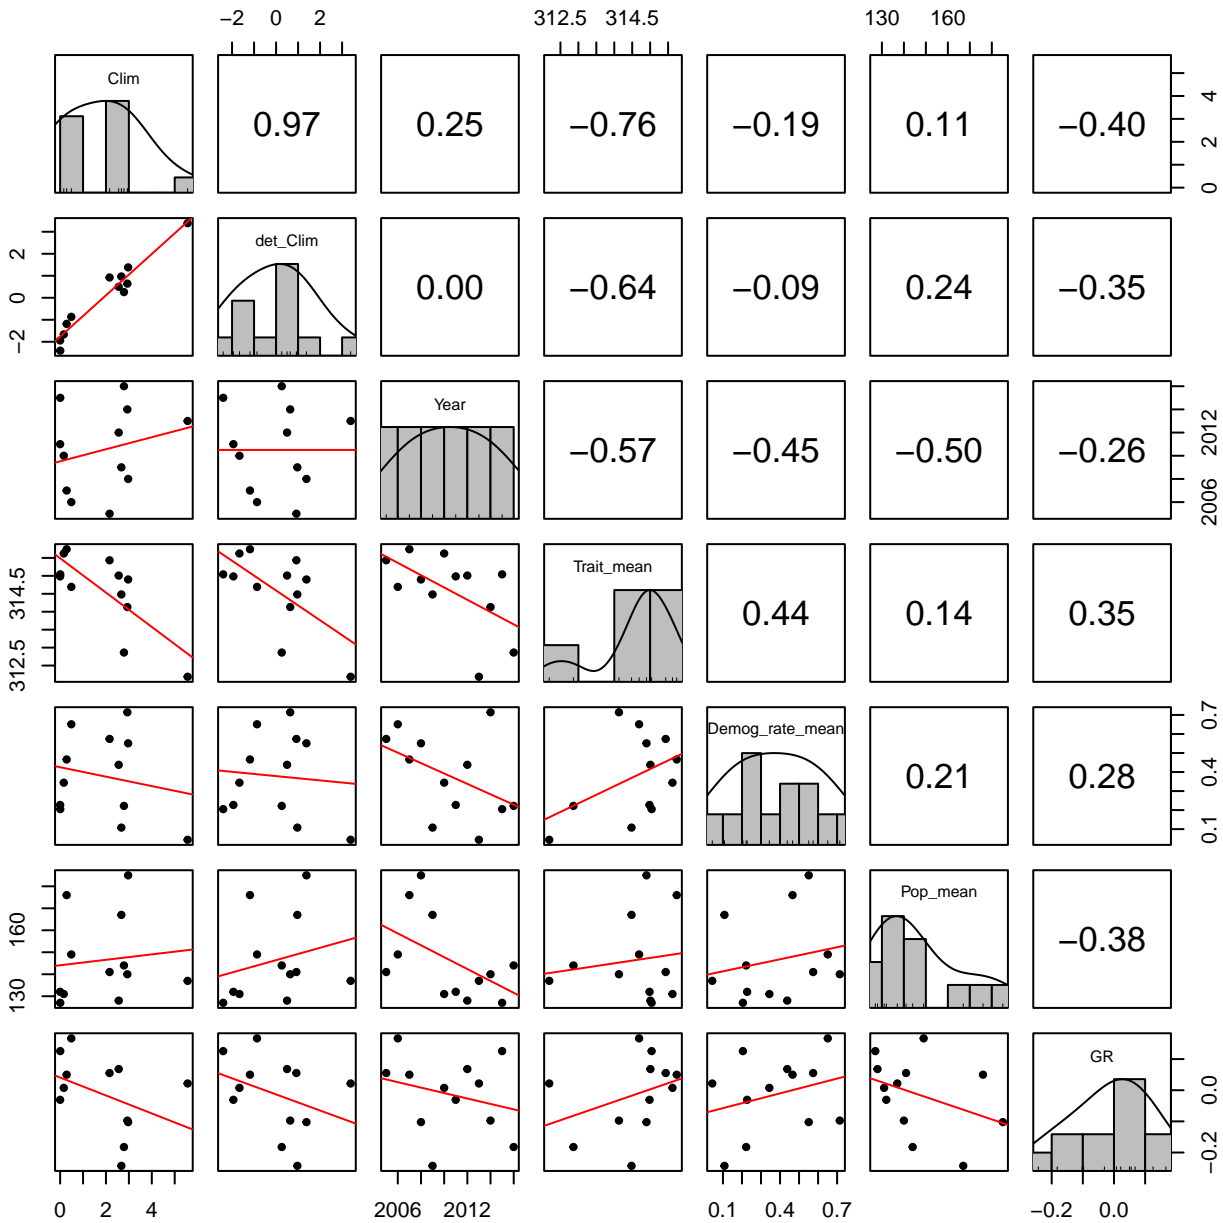 −2 0 2 312.5 314.5 130 160
Clim 0.97 0.25 −0.76 −0.19 0.11 −0.40 0 2 4
−2 0 2 det_Clim 0.00 −0.64 −0.09 0.24 −0.35
Year −0.57 −0.45 −0.50 −0.26 2006 2012
312.5 314.5 Trait_mean 0.44 0.14 0.35
Demog_rate_mean 0.21 0.28 0.1 0.4 0.7
130 160 Pop_mean −0.38
GR −0.2 0.0
0 2 4 2006 2012 0.1 0.4 0.7 −0.2 0.0